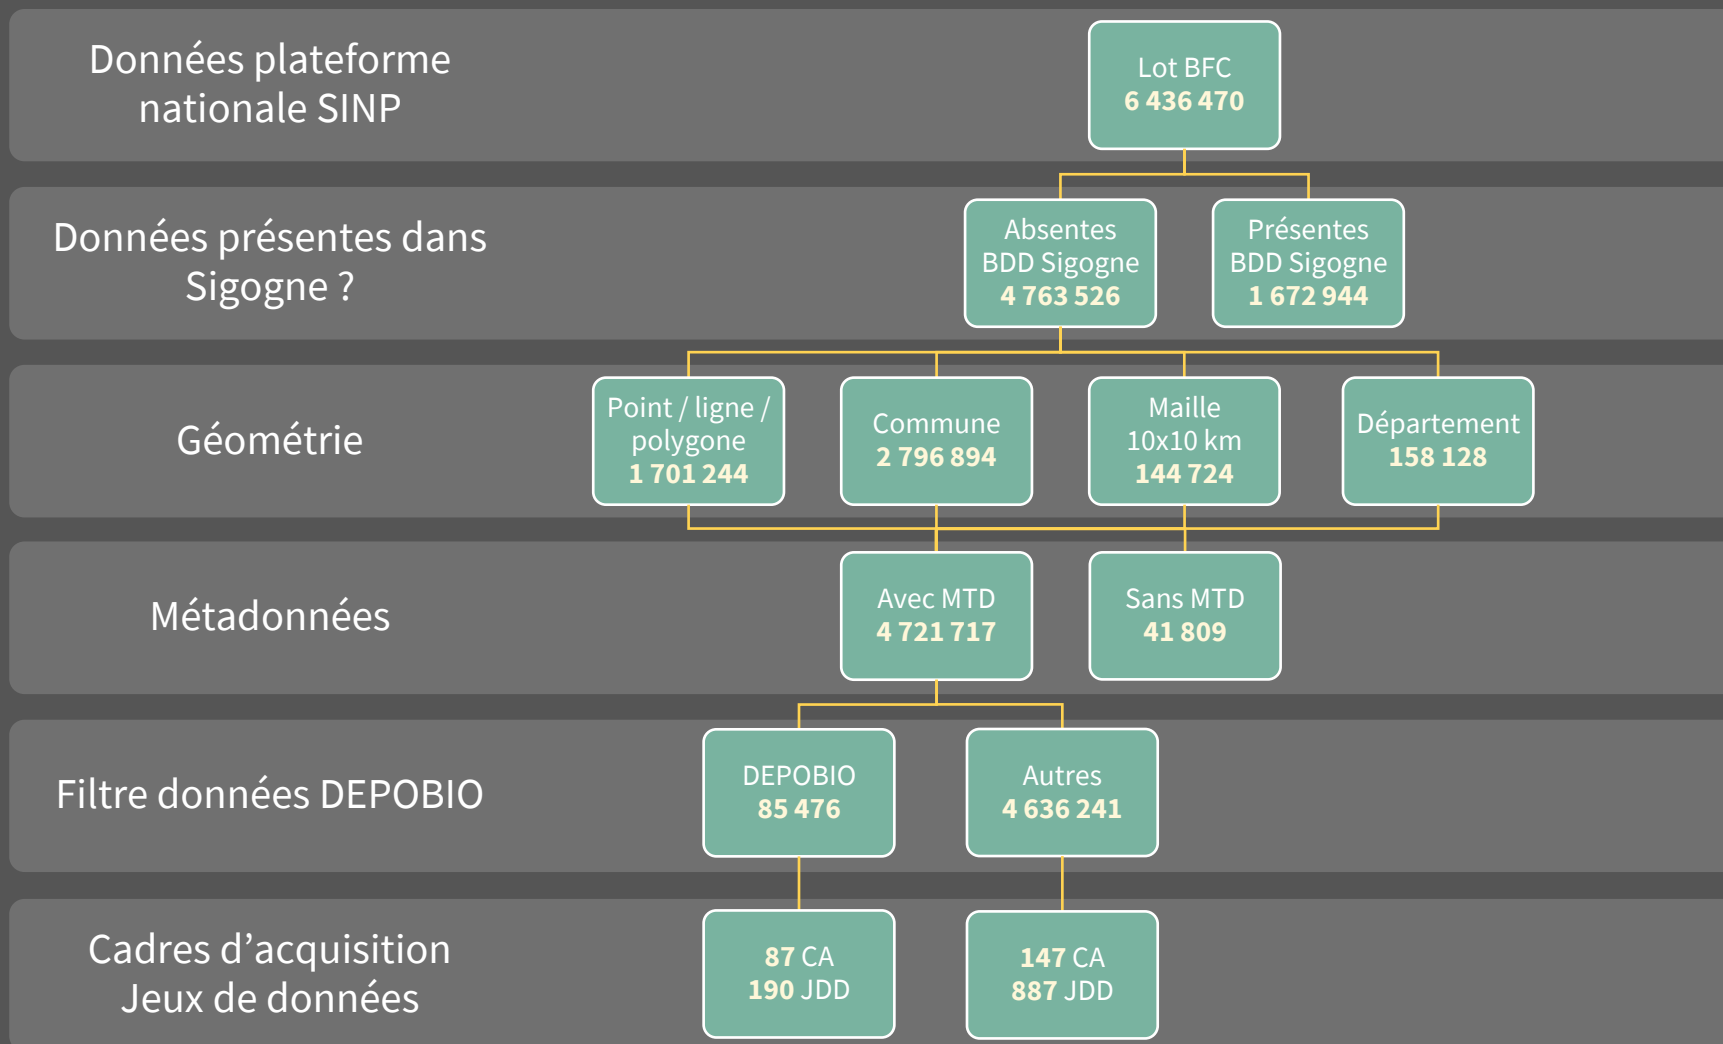 Données plateforme
nationale SINP
Lot BFC
6 436 470
Données présentes dans
Sigogne ?
Absentes
BDD Sigogne
4 763 526
Présentes
BDD Sigogne
1 672 944
Géométrie
Point / ligne /
polygone
1 701 244
Commune
2 796 894
Maille
10x10 km
144 724
Département
158 128
Métadonnées
Avec MTD
4 721 717
Sans MTD
41 809
Filtre données DEPOBIO
DEPOBIO
85 476
Autres
4 636 241
Cadres d’acquisition
Jeux de données
87 CA
190 JDD
147 CA
887 JDD